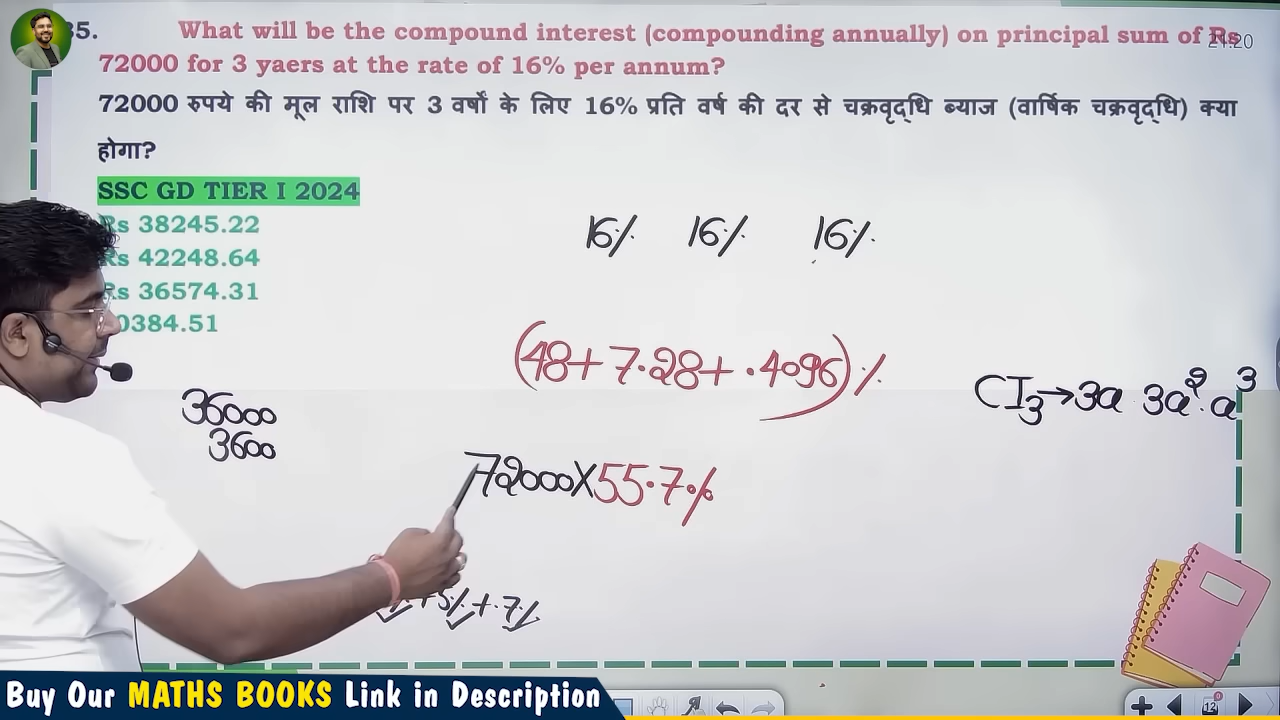 35. What will be the compound interest (compounding annually) on principal sum of Rs
21:20
72000 for 3 yaers at the rate of 16% per annum?
72000 रुपये की मूल राशि पर 3 वर्षों के लिए 16% प्रति वर्ष की दर से चक्रवृद्धि ब्याज (वार्षिक चक्रवृद्धि) क्या
होगा?
SSC GD TIER I 2024
Rs 38245.22
Rs 42248.64
Rs 36574.31
0384.51
16% 16% 16%
(48+7.28+.4096)%
CI3→3a 3a² a³
36000
3600
72000X55.7%
+5%+.7%
Buy Our MATHS BOOKS Link in Description
12